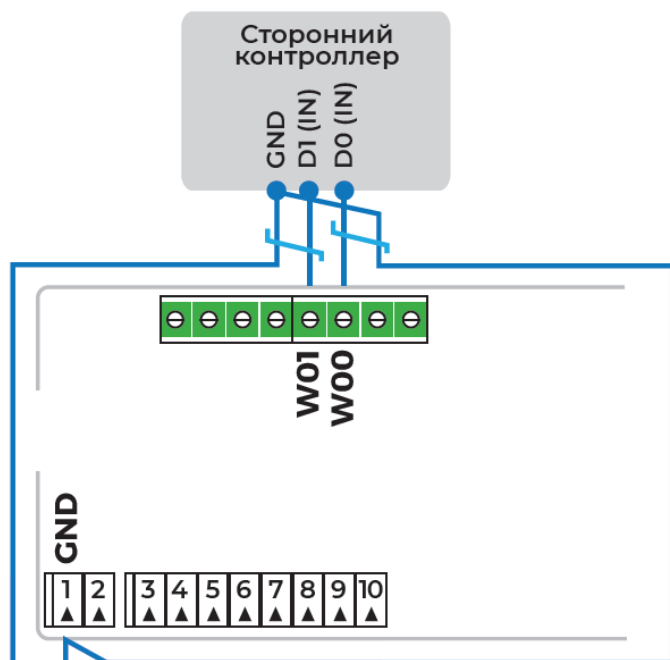 Сторонний
контроллер
GND
D1 (IN)
D0 (IN)
W01
W00
GND
1 2 3 4 5 6 7 8 9 10